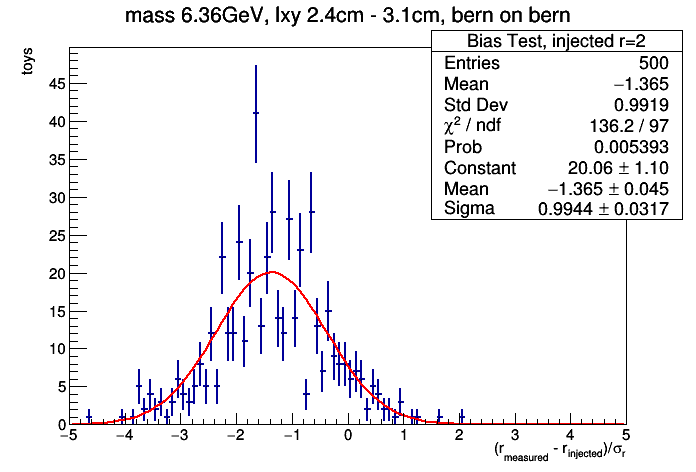 mass 6.36GeV, lxy 2.4cm - 3.1cm, bern on bern
Bias Test, injected r=2
Entries 500
Mean −1.365
Std Dev 0.9919
χ² / ndf 136.2 / 97
Prob 0.005393
Constant 20.06 ± 1.10
Mean −1.365 ± 0.045
Sigma 0.9944 ± 0.0317
toys
45
40
35
30
25
20
15
10
5
0
−5 −4 −3 −2 −1 0 1 2 3 4 5
(r_measured - r_injected)/σ_r